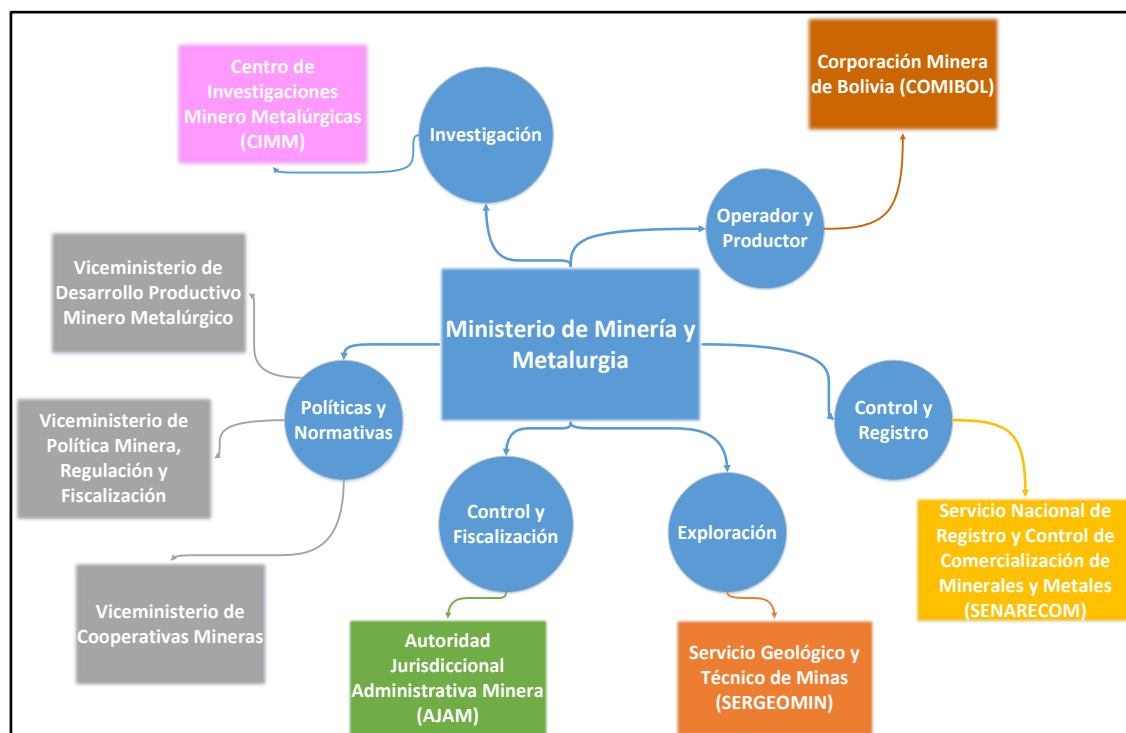 Centro de
Investigaciones
Minero Metalúrgicas
(CIMM)
Investigación
Corporación Minera
de Bolivia (COMIBOL)
Operador y
Productor
Viceministerio de
Desarrollo Productivo
Minero Metalúrgico
Ministerio de Minería y
Metalurgia
Políticas y
Normativas
Control y
Registro
Viceministerio de
Política Minera,
Regulación y
Fiscalización
Control y
Fiscalización
Exploración
Servicio Nacional de
Registro y Control de
Comercialización de
Minerales y Metales
(SENARECOM)
Viceministerio de
Cooperativas Mineras
Autoridad
Jurisdiccional
Administrativa Minera
(AJAM)
Servicio Geológico y
Técnico de Minas
(SERGEOMIN)